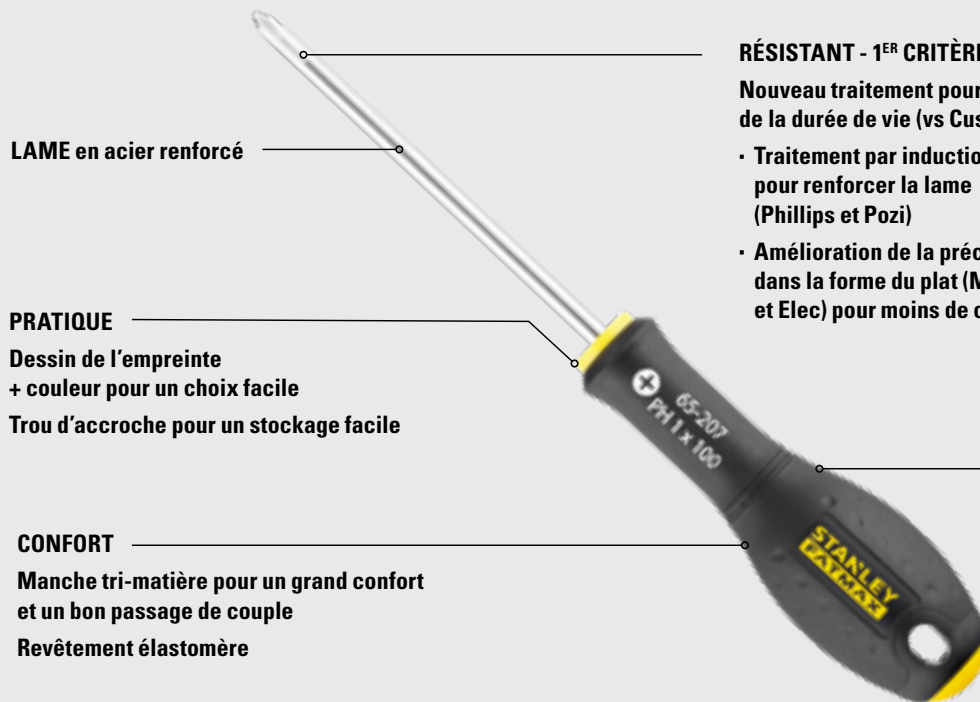 LAME en acier renforcé
PRATIQUE
Dessin de l’empreinte
+ couleur pour un choix facile
Trou d’accroche pour un stockage facile
CONFORT
Manche tri-matière pour un grand confort
et un bon passage de couple
Revêtement élastomère
RÉSISTANT - 1ER
Nouveau traitement pour
de la durée de vie (vs
· Traitement par
pour renforcer la lame
(Phillips et Pozi)
· Amélioration de la
dans la forme du plat
et Elec) pour moins de
65-207
PH 1 x 100
STANLEY
FATMAX